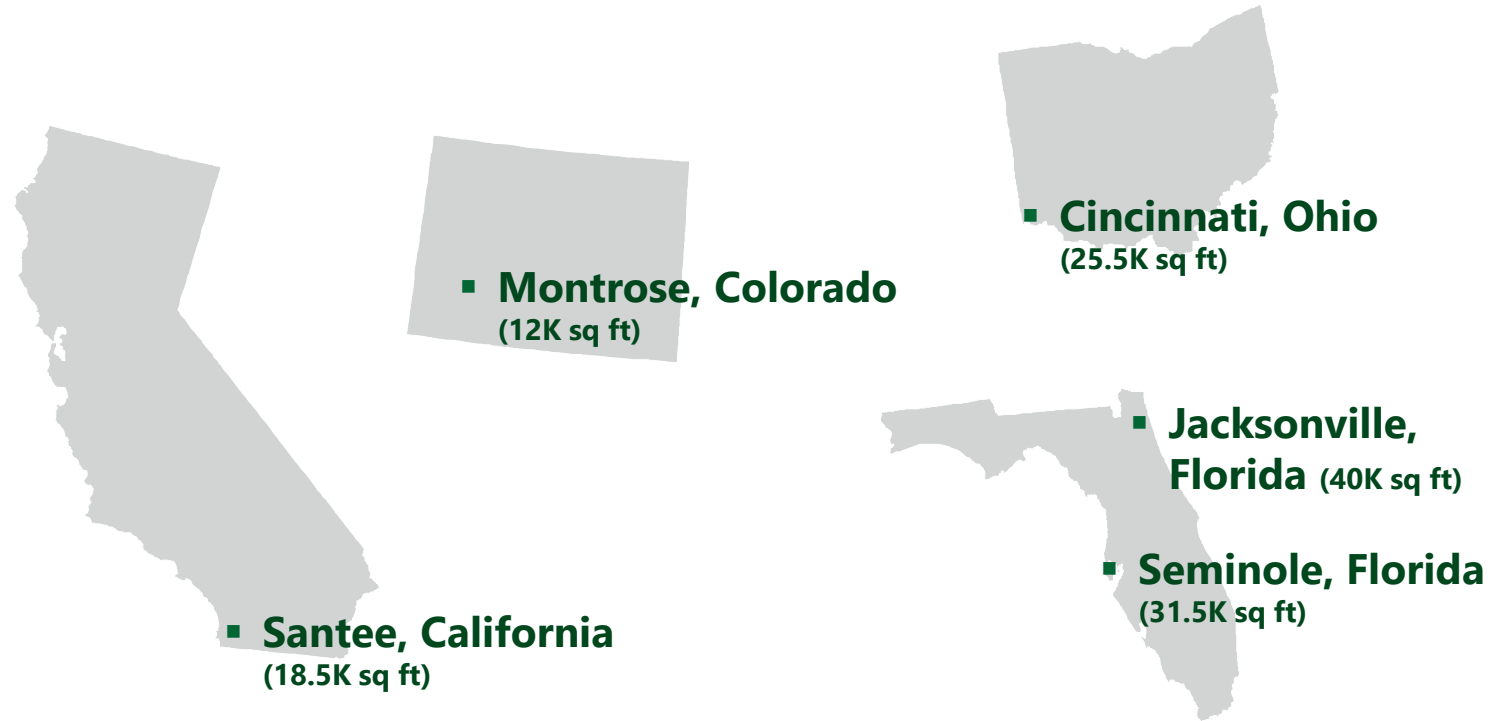 Cincinnati, Ohio
(25.5K sq ft)
Montrose, Colorado
(12K sq ft)
Jacksonville,
Florida (40K sq ft)
Seminole, Florida
(31.5K sq ft)
Santee, California
(18.5K sq ft)